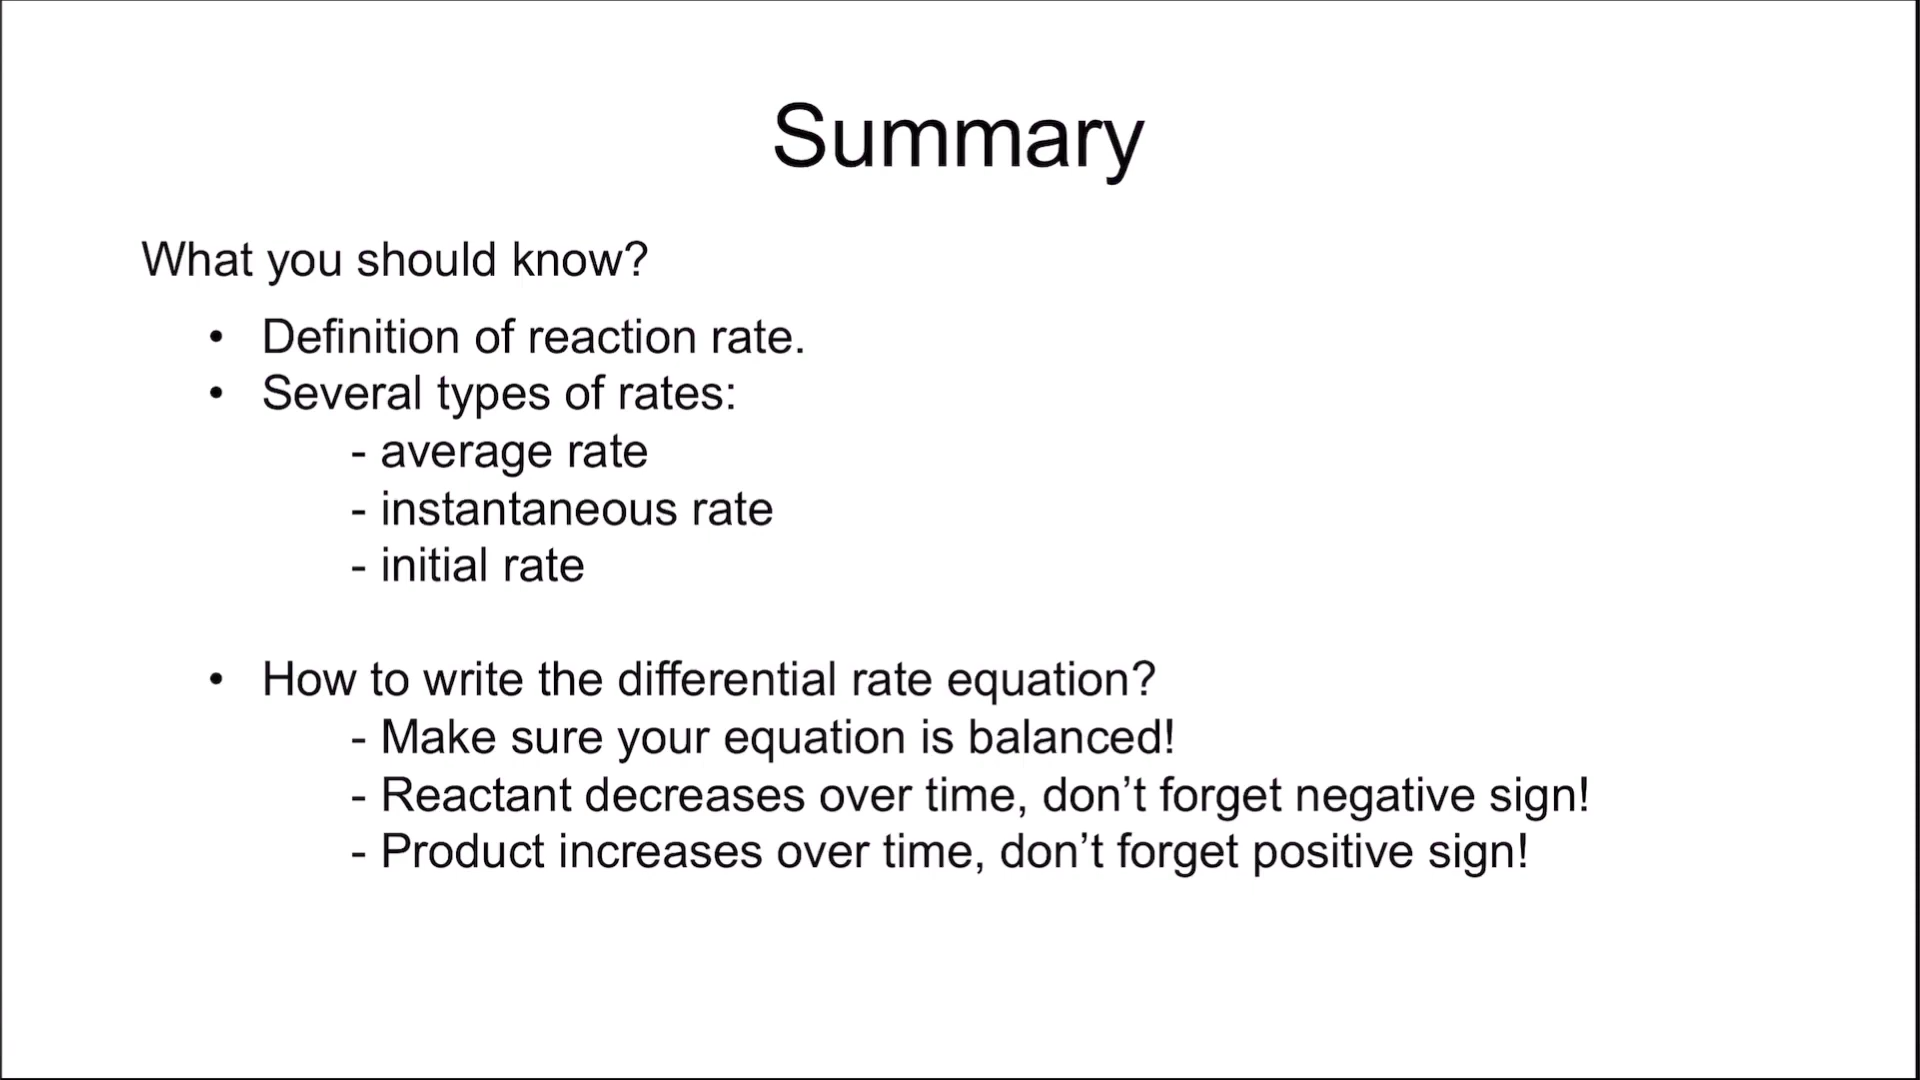 Summary
What you should know?
• Definition of reaction rate.
• Several types of rates:
- average rate
- instantaneous rate
- initial rate
• How to write the differential rate equation?
- Make sure your equation is balanced!
- Reactant decreases over time, don’t forget negative sign!
- Product increases over time, don’t forget positive sign!